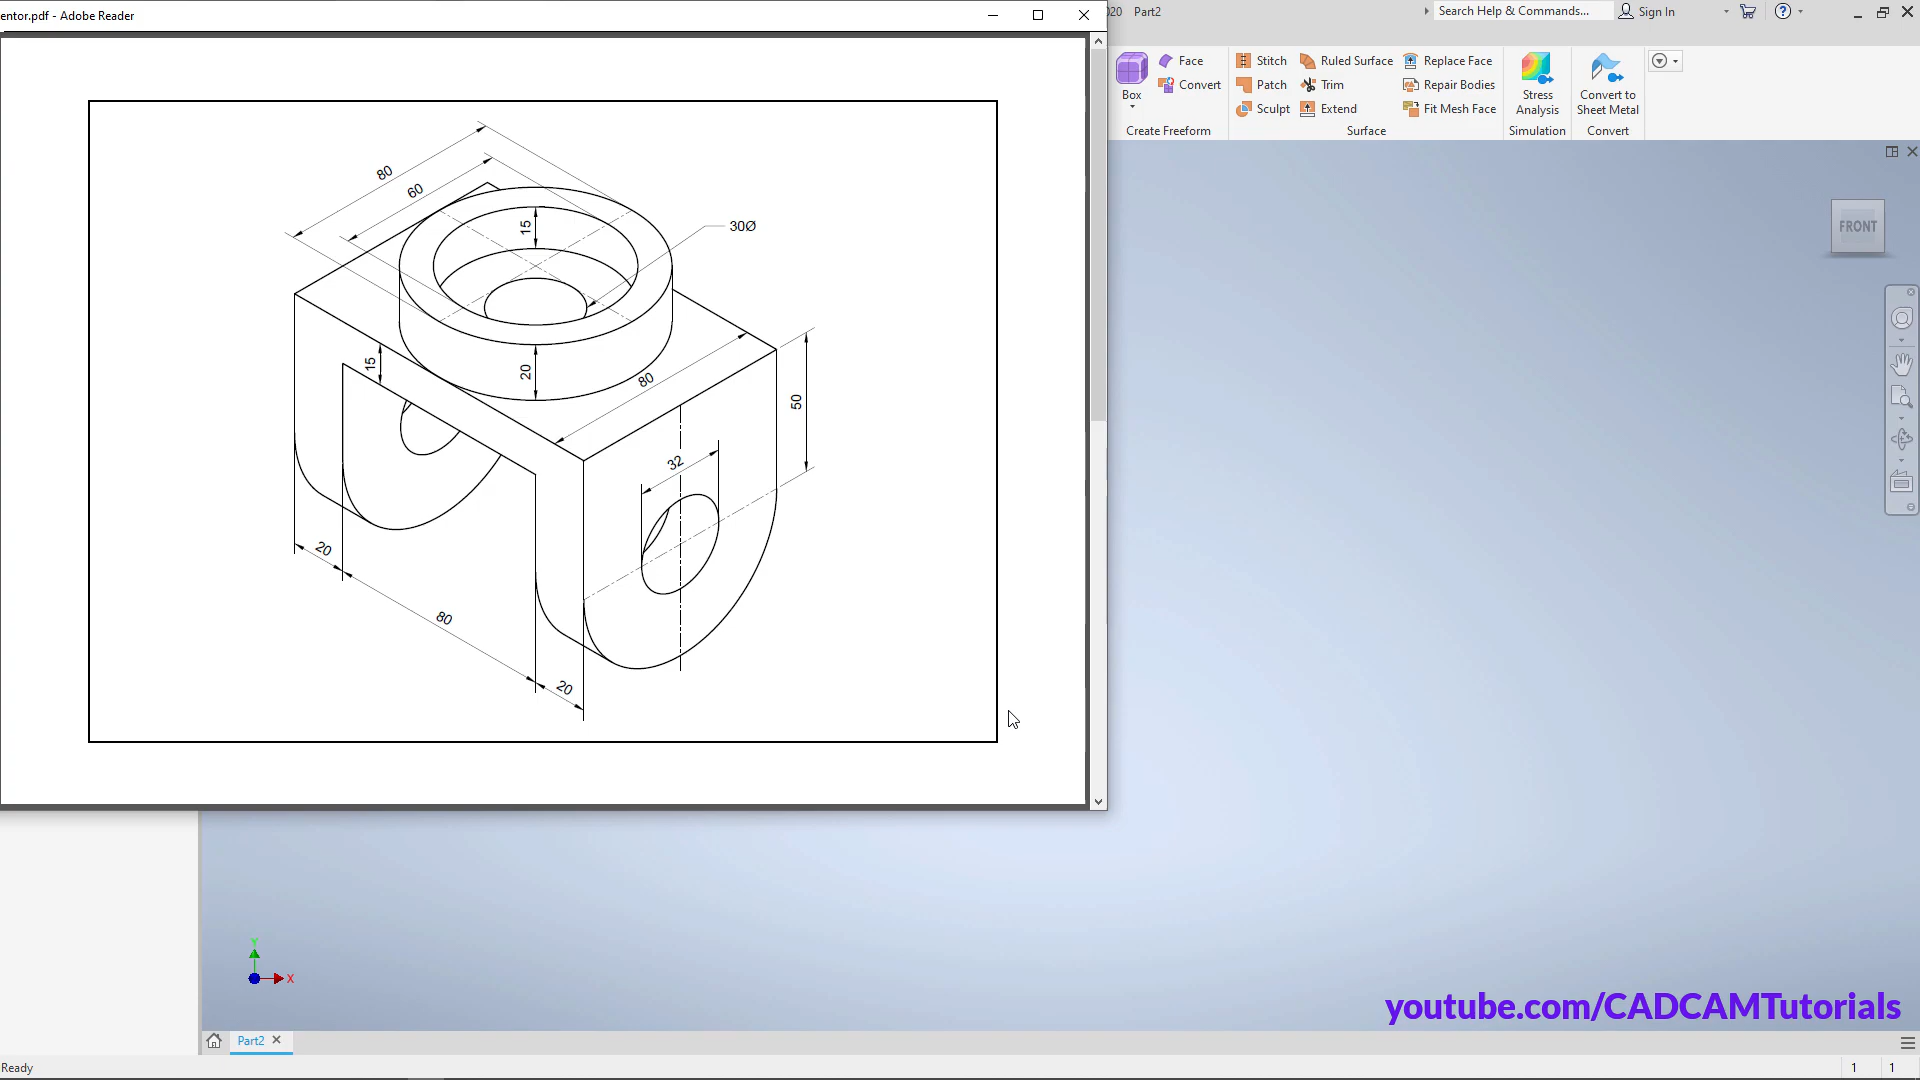 entor.pdf - Adobe Reader
020 Part2
Search Help & Commands...
Sign In
Box
Face
Convert
Create Freeform
Stitch
Ruled Surface
Replace Face
Patch
Trim
Repair Bodies
Sculpt
Extend
Fit Mesh Face
Surface
Stress
Analysis
Simulation
Convert to
Sheet Metal
Convert
FRONT
80
60
15
30Ø
15
20
80
50
32
20
80
20
Y
X
youtube.com/CADCAMTutorials
Part2
Ready
1 1